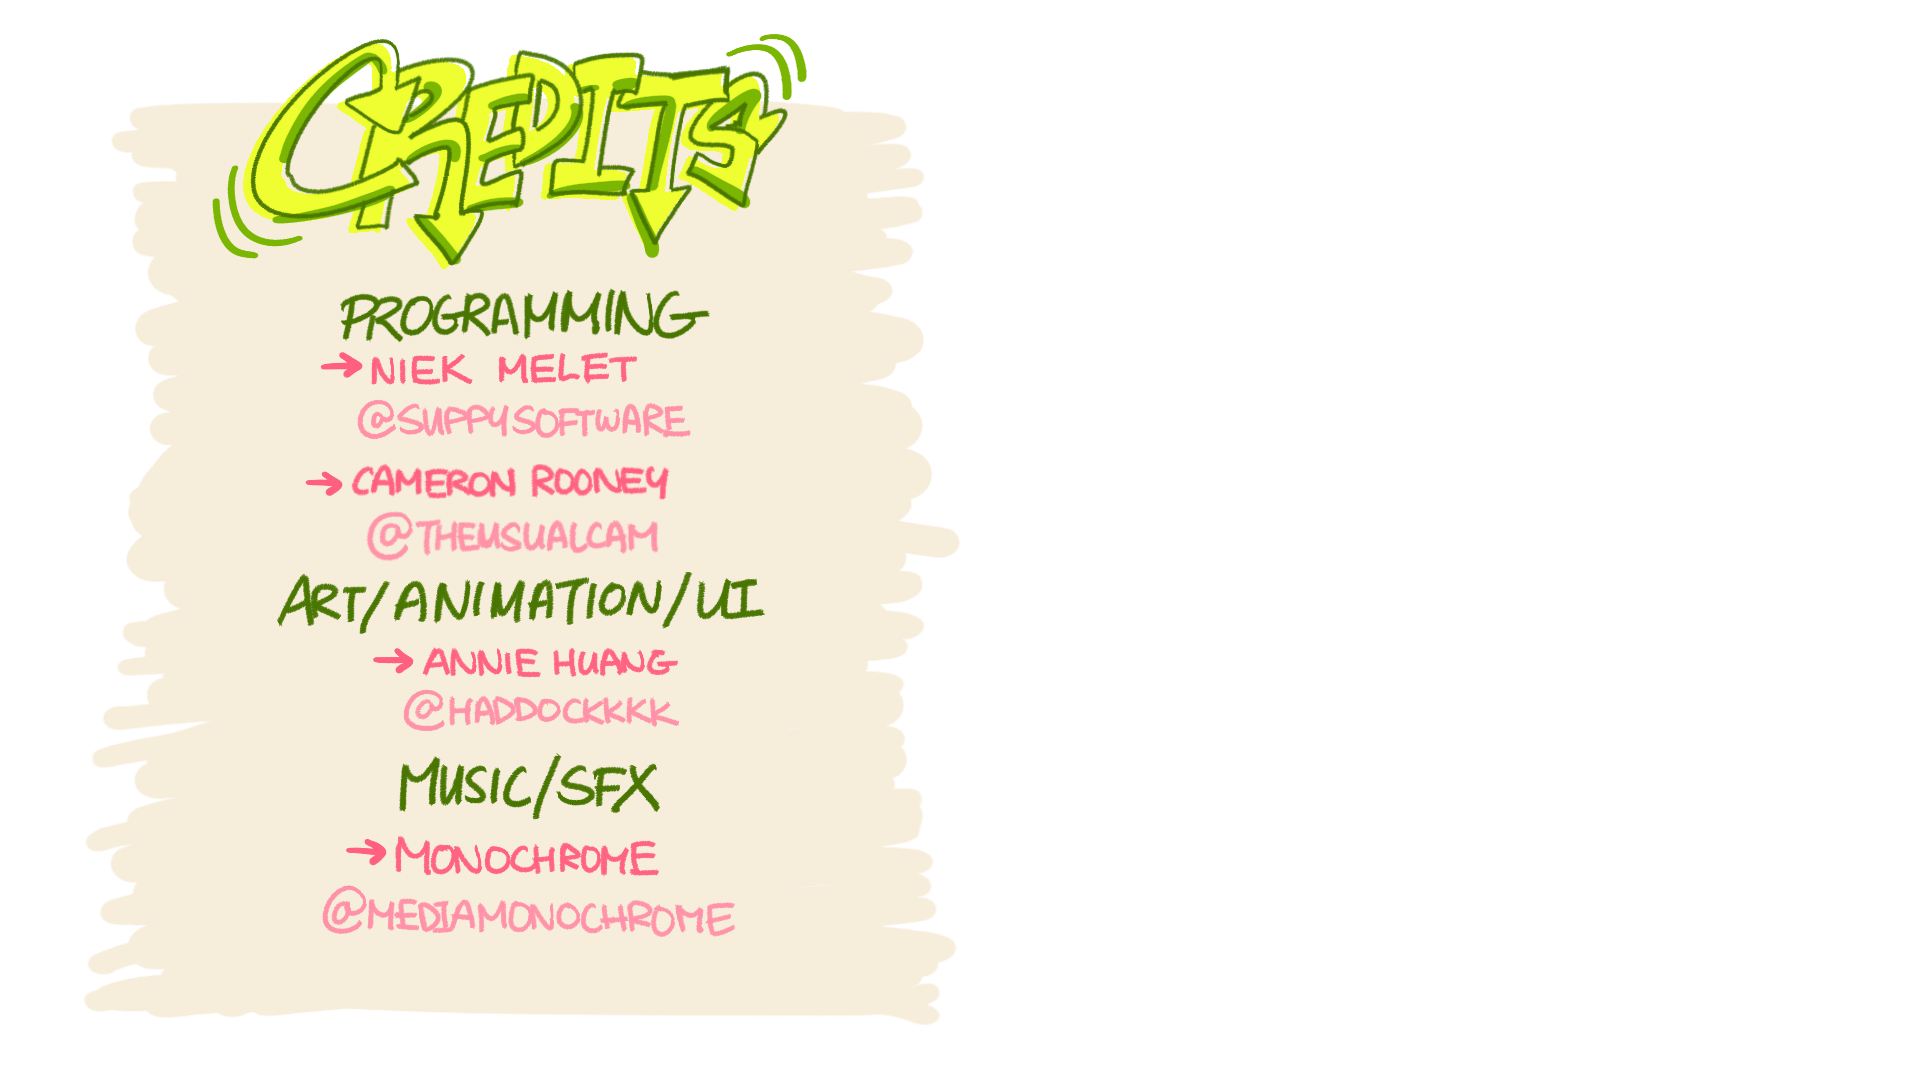 CREDITS
PROGRAMMING
→ NIEK MELET
@SUPPYSOFTWARE
→ CAMERON ROONEY
@THEUSUALCAM
ART/ANIMATION/UI
→ ANNIE HUANG
@HADDOCKKKK
MUSIC/SFX
→ MONOCHROME
@MEDIAMONOCHROME